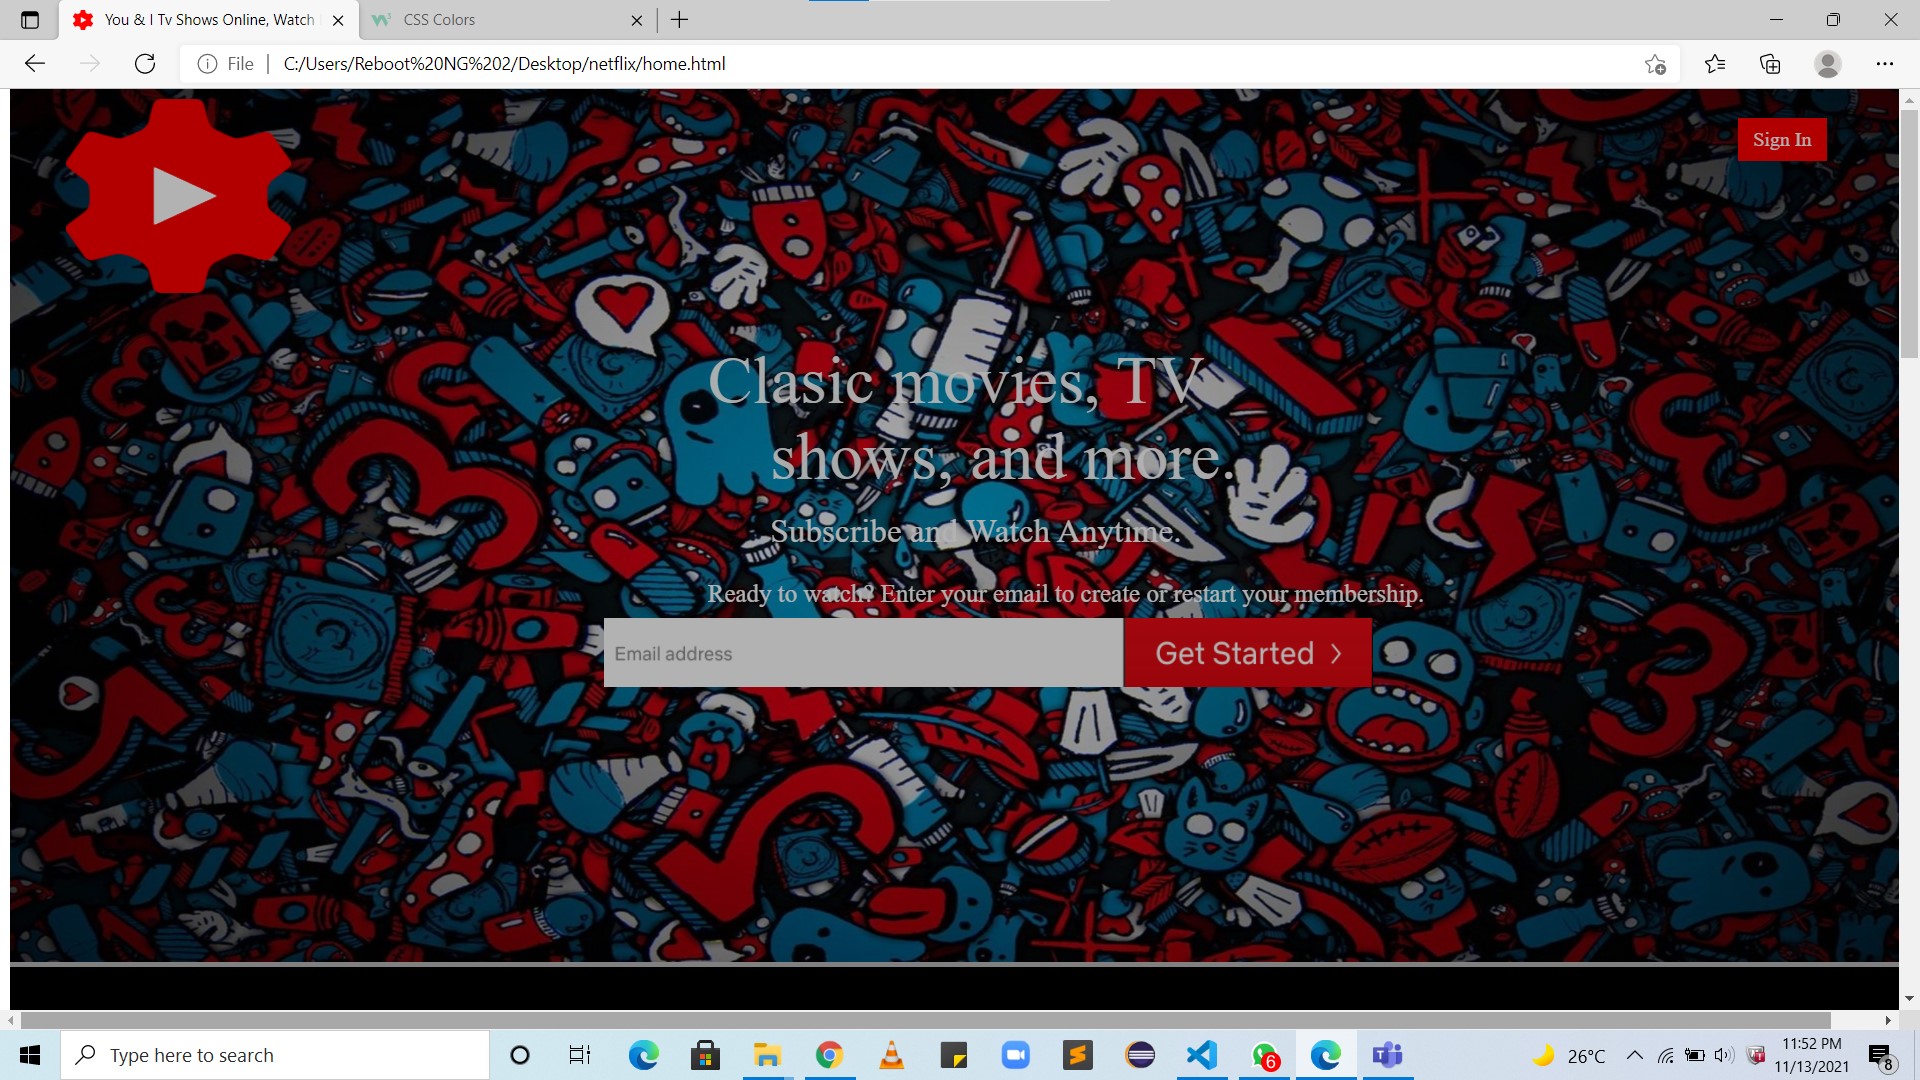 You & I Tv Shows Online, Watch
CSS Colors
File
C:/Users/Reboot%20NG%202/Desktop/netflix/home.html
Sign In
Clasic movies, TV
shows, and more.
Subscribe and Watch Anytime.
Ready to watch? Enter your email to create or restart your membership.
Email address
Get Started
Type here to search
6
26°C
11:52 PM
11/13/2021
8